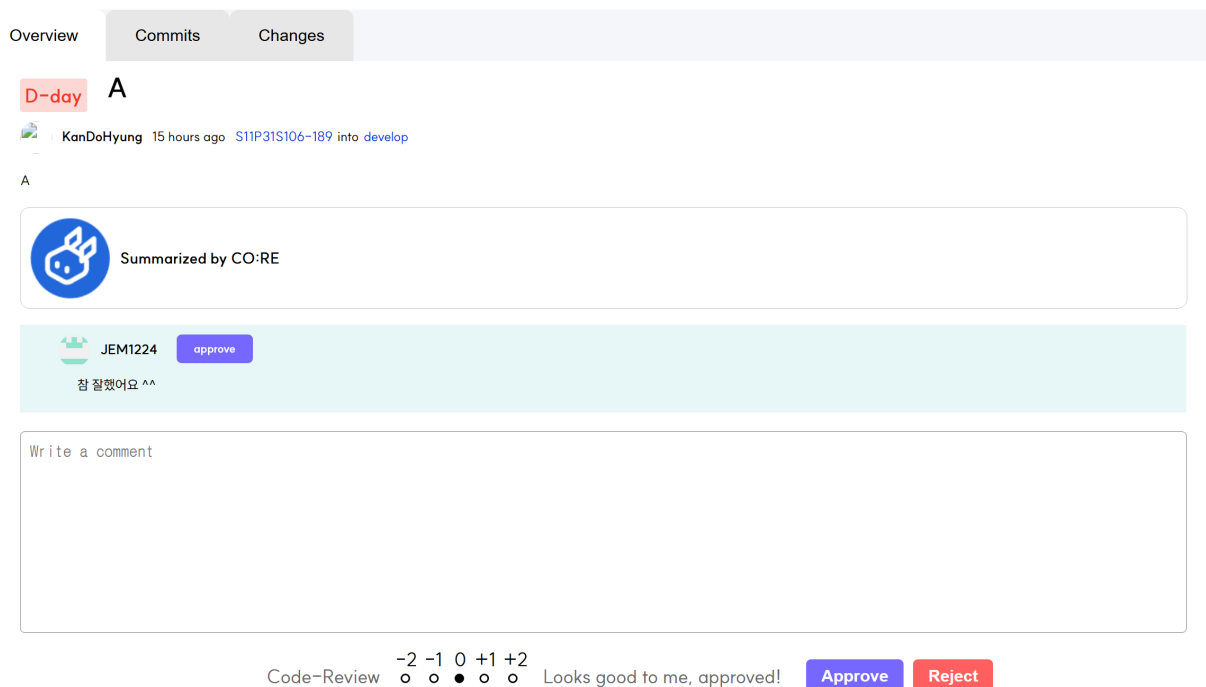 Overview Commits Changes
D-day A
KanDoHyung 15 hours ago S11P31S106-189 into develop
A
Summarized by CO:RE
JEM1224 approve
참 잘했어요 ^^
Write a comment
-2 -1 0 +1 +2
Code-Review Looks good to me, approved! Approve Reject